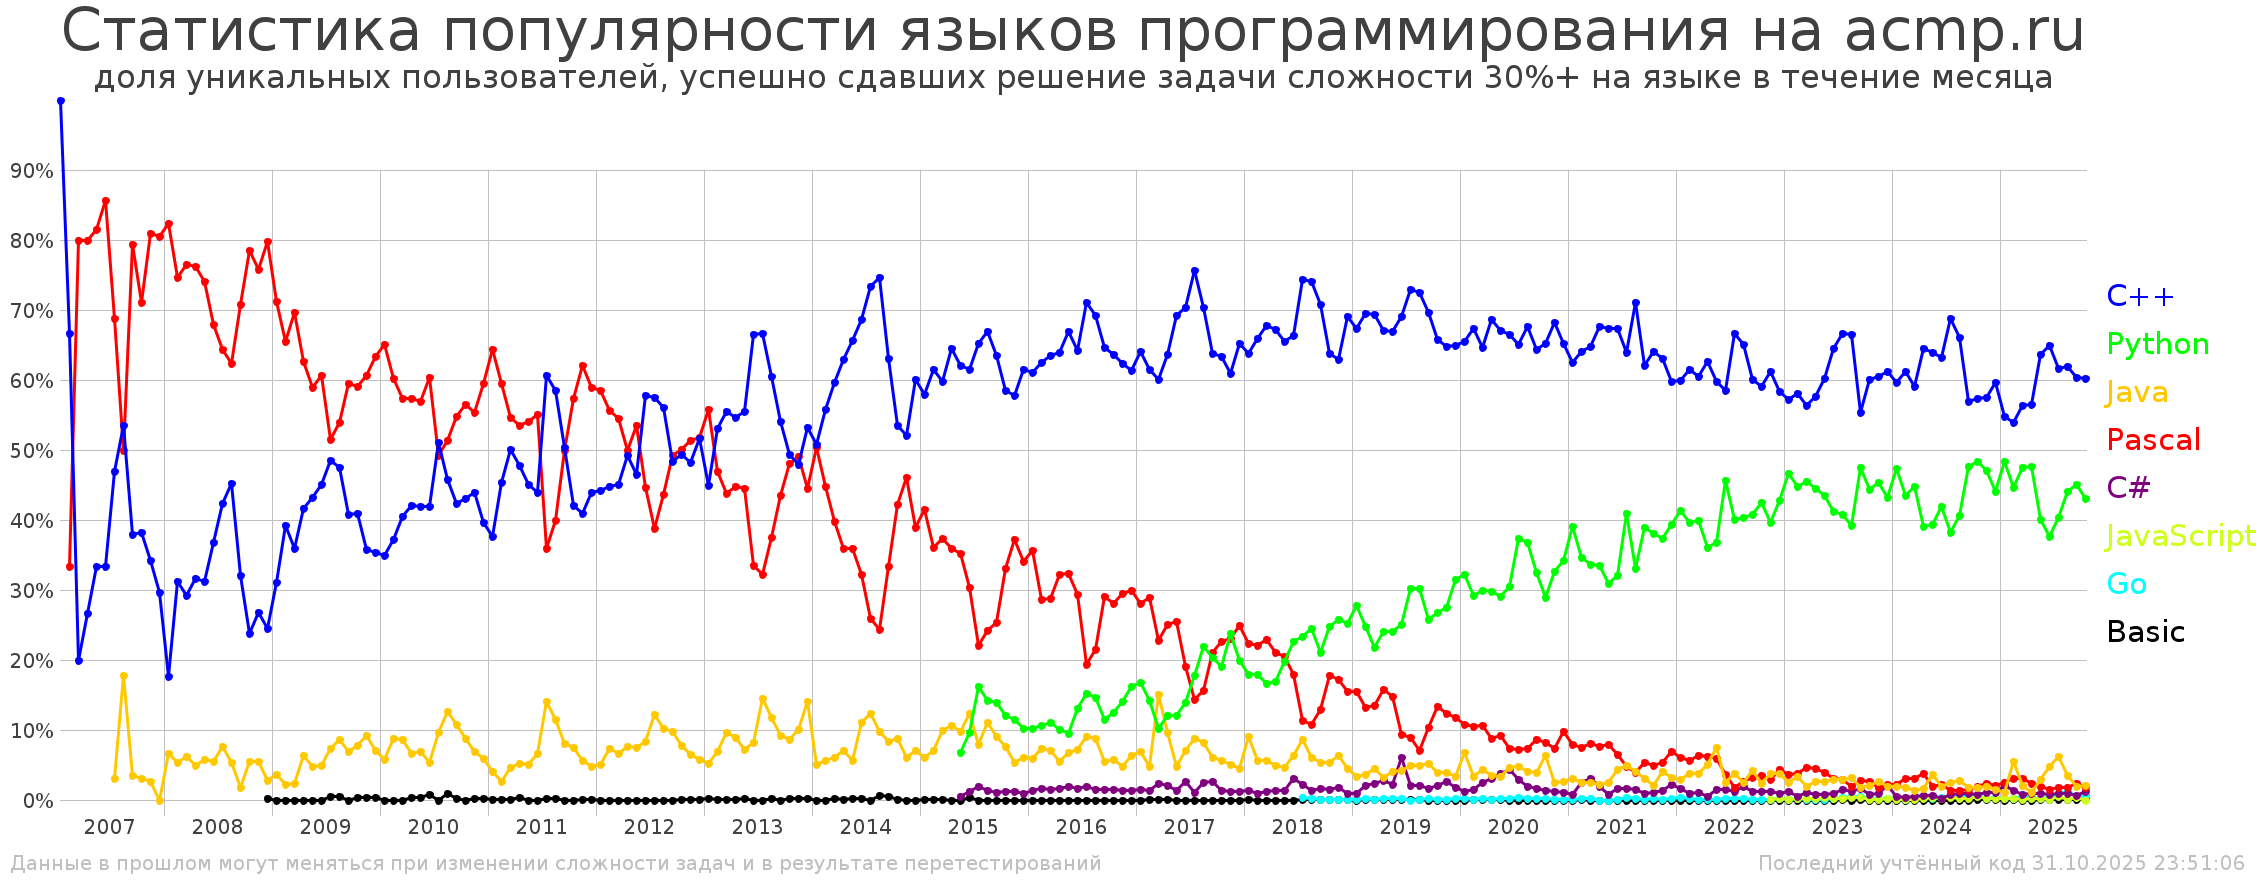 Статистика популярности языков программирования на acmp.ru
доля уникальных пользователей, успешно сдавших решение задачи сложности 30%+ на языке в течение месяца
90%
80%
70%
60%
50%
40%
30%
20%
10%
0%
2007 2008 2009 2010 2011 2012 2013 2014 2015 2016 2017 2018 2019 2020 2021 2022 2023 2024 2025
C++
Python
Java
Pascal
C#
JavaScript
Go
Basic
Данные в прошлом могут меняться при изменении сложности задач и в результате перетестирований
Последний учтённый код 31.10.2025 23:51:06